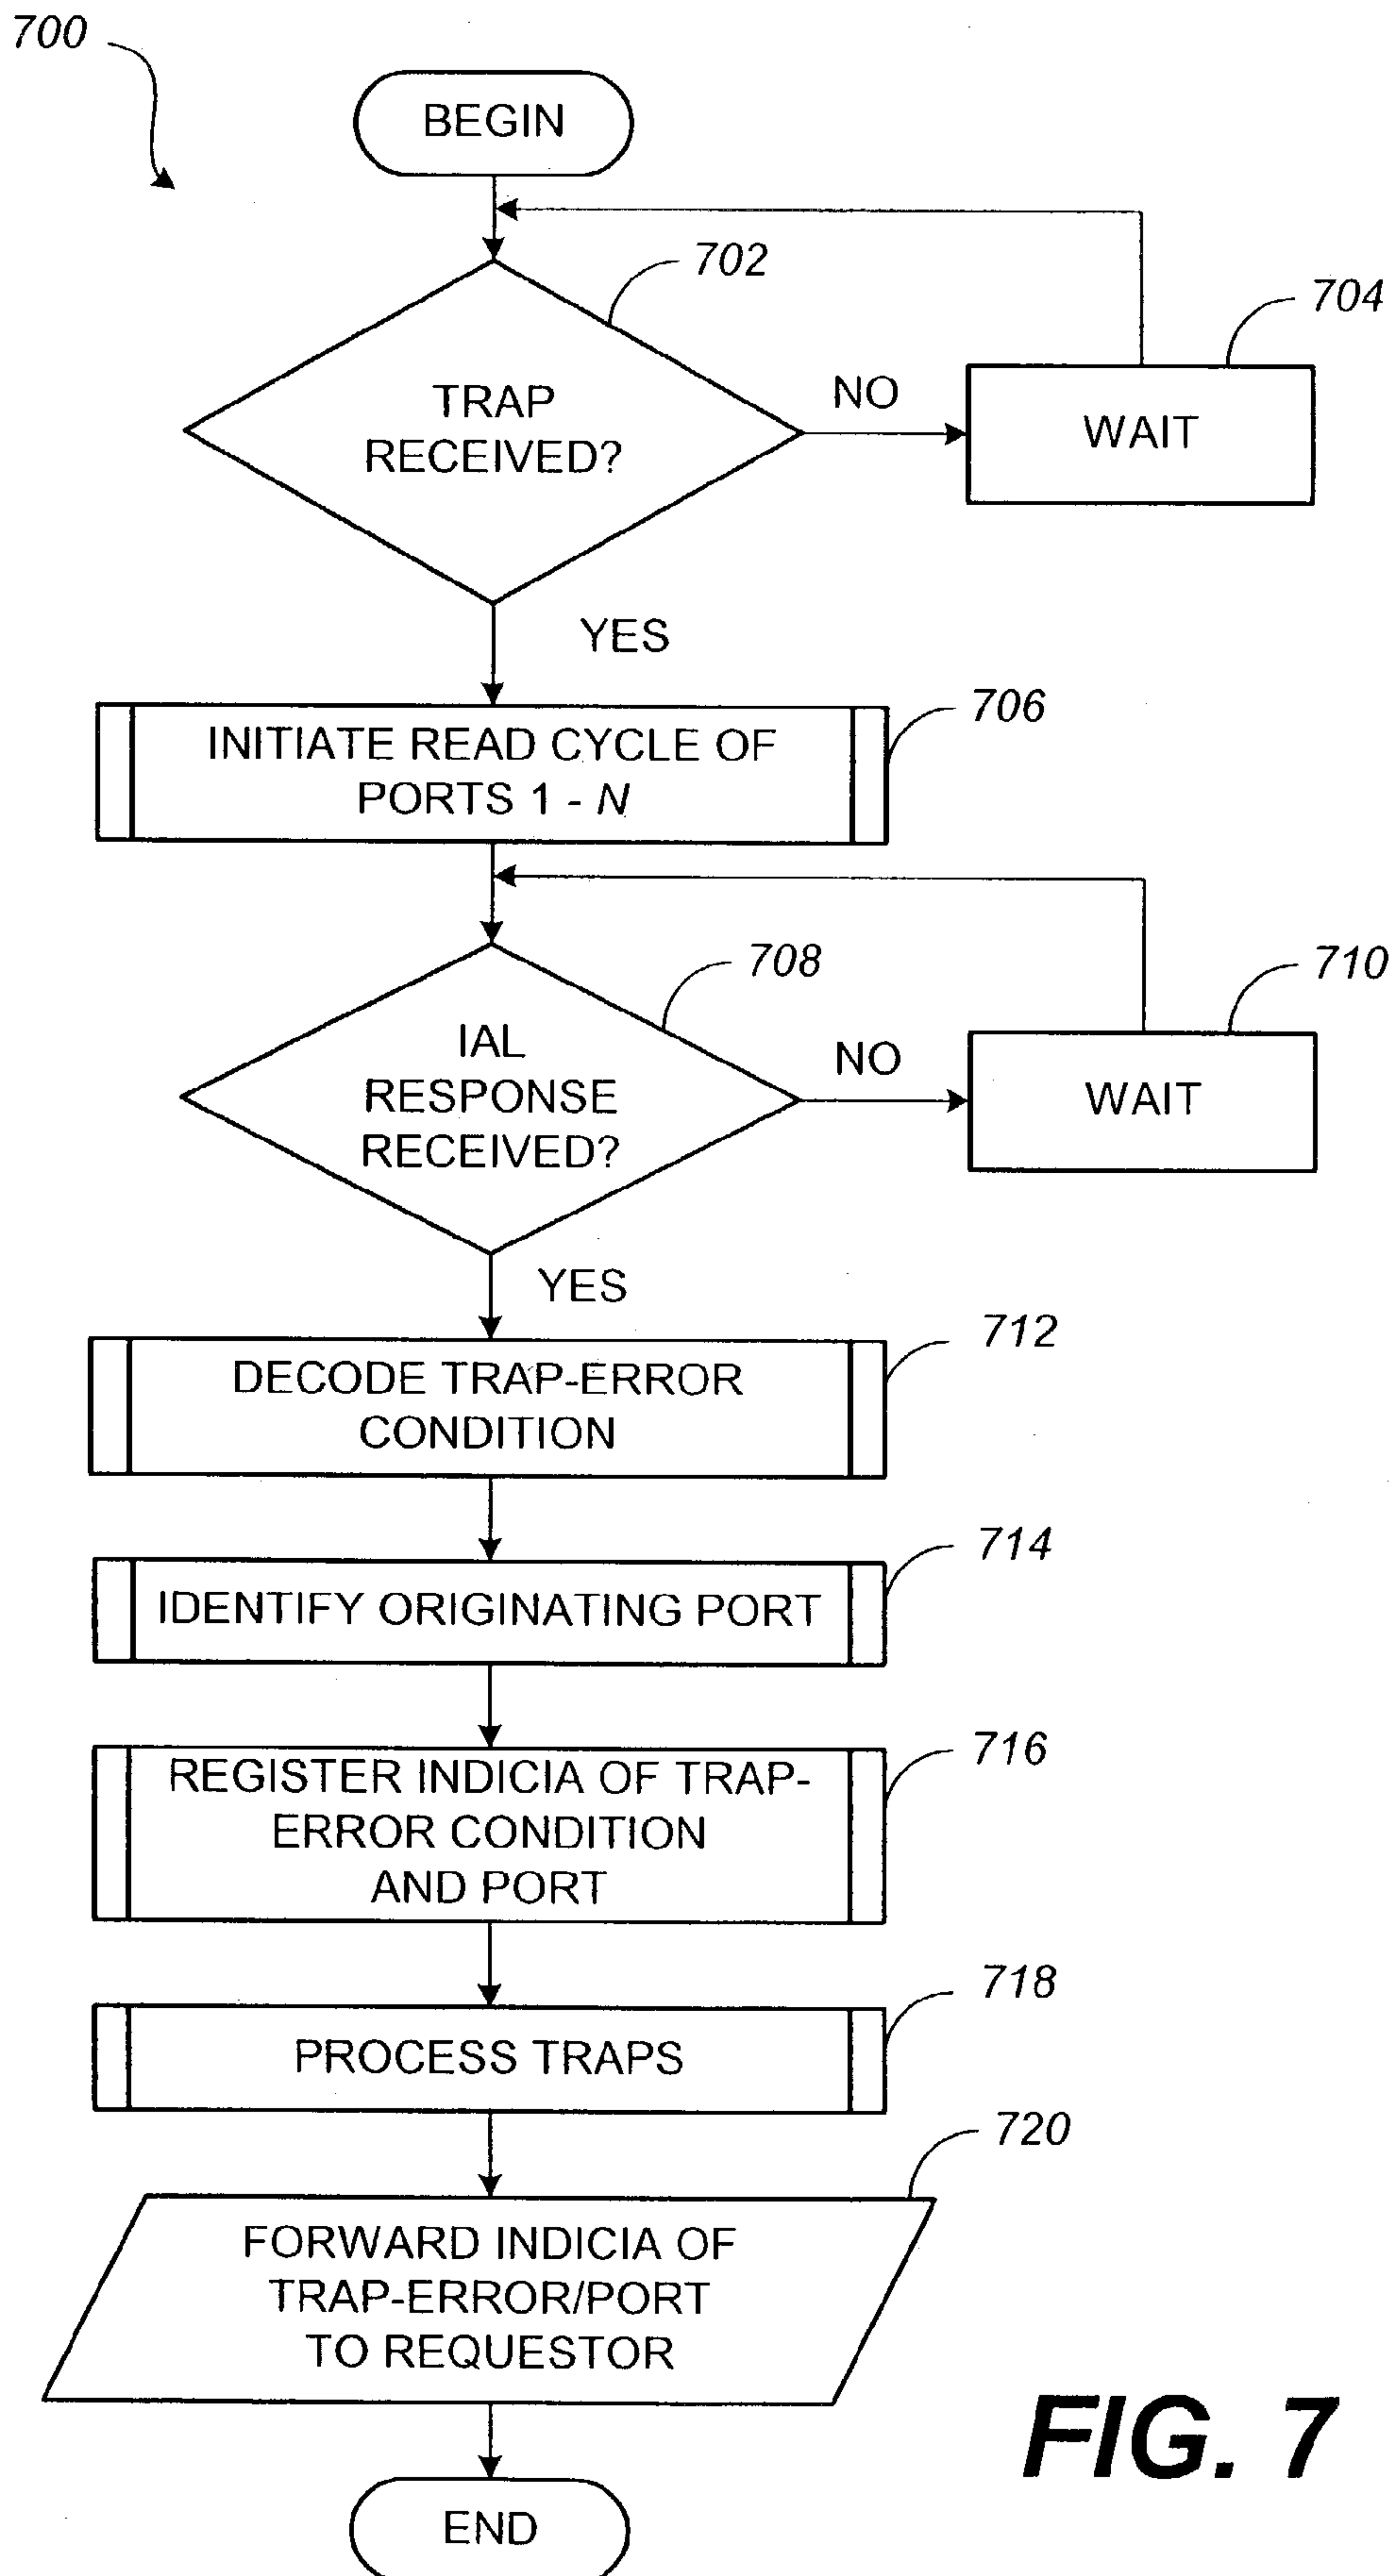 700
BEGIN
702
704
TRAP
RECEIVED?
NO
WAIT
YES
706
INITIATE READ CYCLE OF
PORTS 1 - N
708
710
IAL
RESPONSE
RECEIVED?
NO
WAIT
YES
712
DECODE TRAP-ERROR
CONDITION
714
IDENTIFY ORIGINATING PORT
716
REGISTER INDICIA OF TRAP-
ERROR CONDITION
AND PORT
718
PROCESS TRAPS
720
FORWARD INDICIA OF
TRAP-ERROR/PORT
TO REQUESTOR
FIG. 7
END